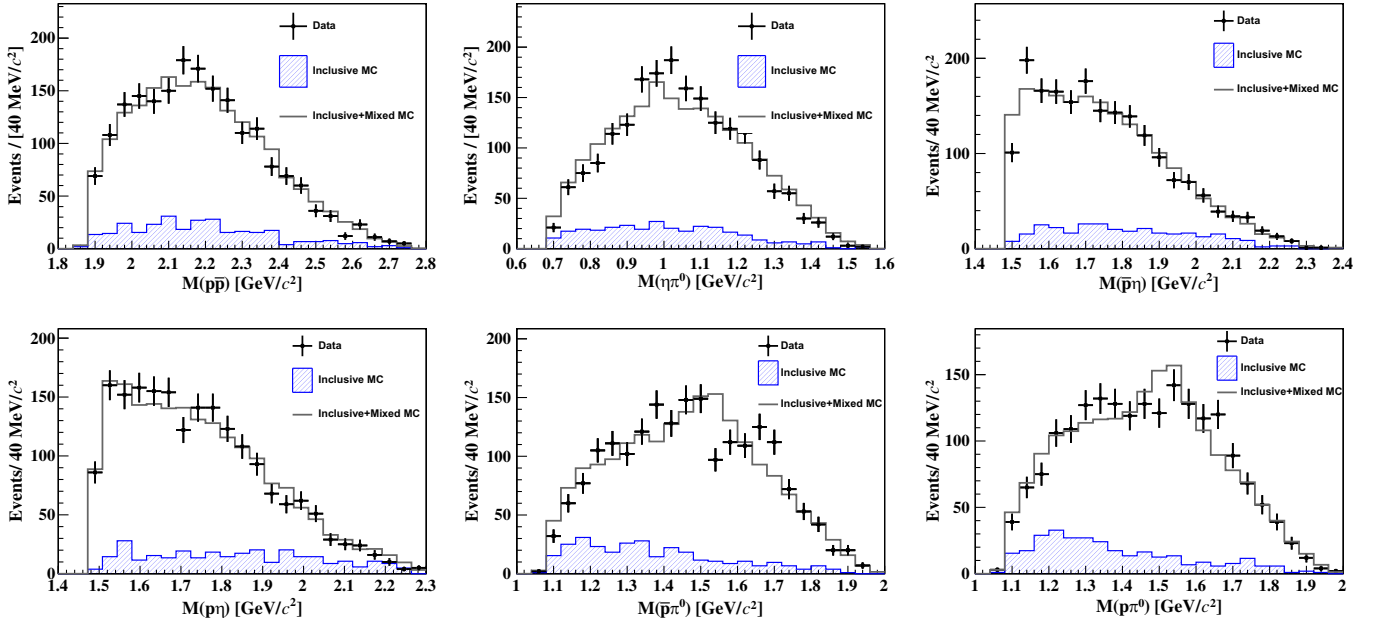 Events / [40 MeV/c²]
200
150
100
50
0
Data
Inclusive MC
Inclusive+Mixed MC
1.8 1.9 2 2.1 2.2 2.3 2.4 2.5 2.6 2.7 2.8
M(pp̅) [GeV/c²]
Events / [40 MeV/c²]
200
150
100
50
0
Data
Inclusive MC
Inclusive+Mixed MC
0.6 0.7 0.8 0.9 1 1.1 1.2 1.3 1.4 1.5 1.6
M(ηπ⁰) [GeV/c²]
Events/ 40 MeV/c²
200
100
0
Data
Inclusive MC
Inclusive+Mixed MC
1.4 1.5 1.6 1.7 1.8 1.9 2 2.1 2.2 2.3 2.4
M(p̅η) [GeV/c²]
Events/ 40 MeV/c²
200
150
100
50
0
Data
Inclusive MC
Inclusive+Mixed MC
1.4 1.5 1.6 1.7 1.8 1.9 2 2.1 2.2 2.3
M(pη) [GeV/c²]
Events/ 40 MeV/c²
200
150
100
50
0
Data
Inclusive MC
Inclusive+Mixed MC
1 1.1 1.2 1.3 1.4 1.5 1.6 1.7 1.8 1.9 2
M(p̅π⁰) [GeV/c²]
Events/ 40 MeV/c²
150
100
50
0
Data
Inclusive MC
Inclusive+Mixed MC
1 1.1 1.2 1.3 1.4 1.5 1.6 1.7 1.8 1.9 2
M(pπ⁰) [GeV/c²]